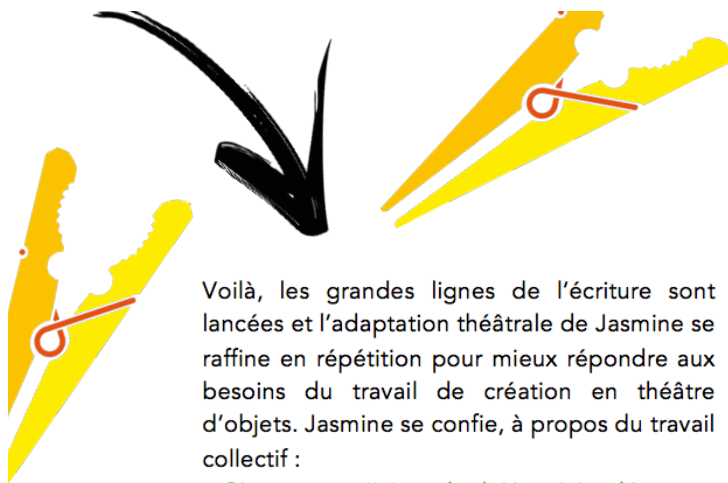 Voilà, les grandes lignes de l'écriture sont
lancées et l'adaptation théâtrale de Jasmine se
raffine en répétition pour mieux répondre aux
besoins du travail de création en théâtre
d'objets. Jasmine se confie, à propos du travail
collectif :